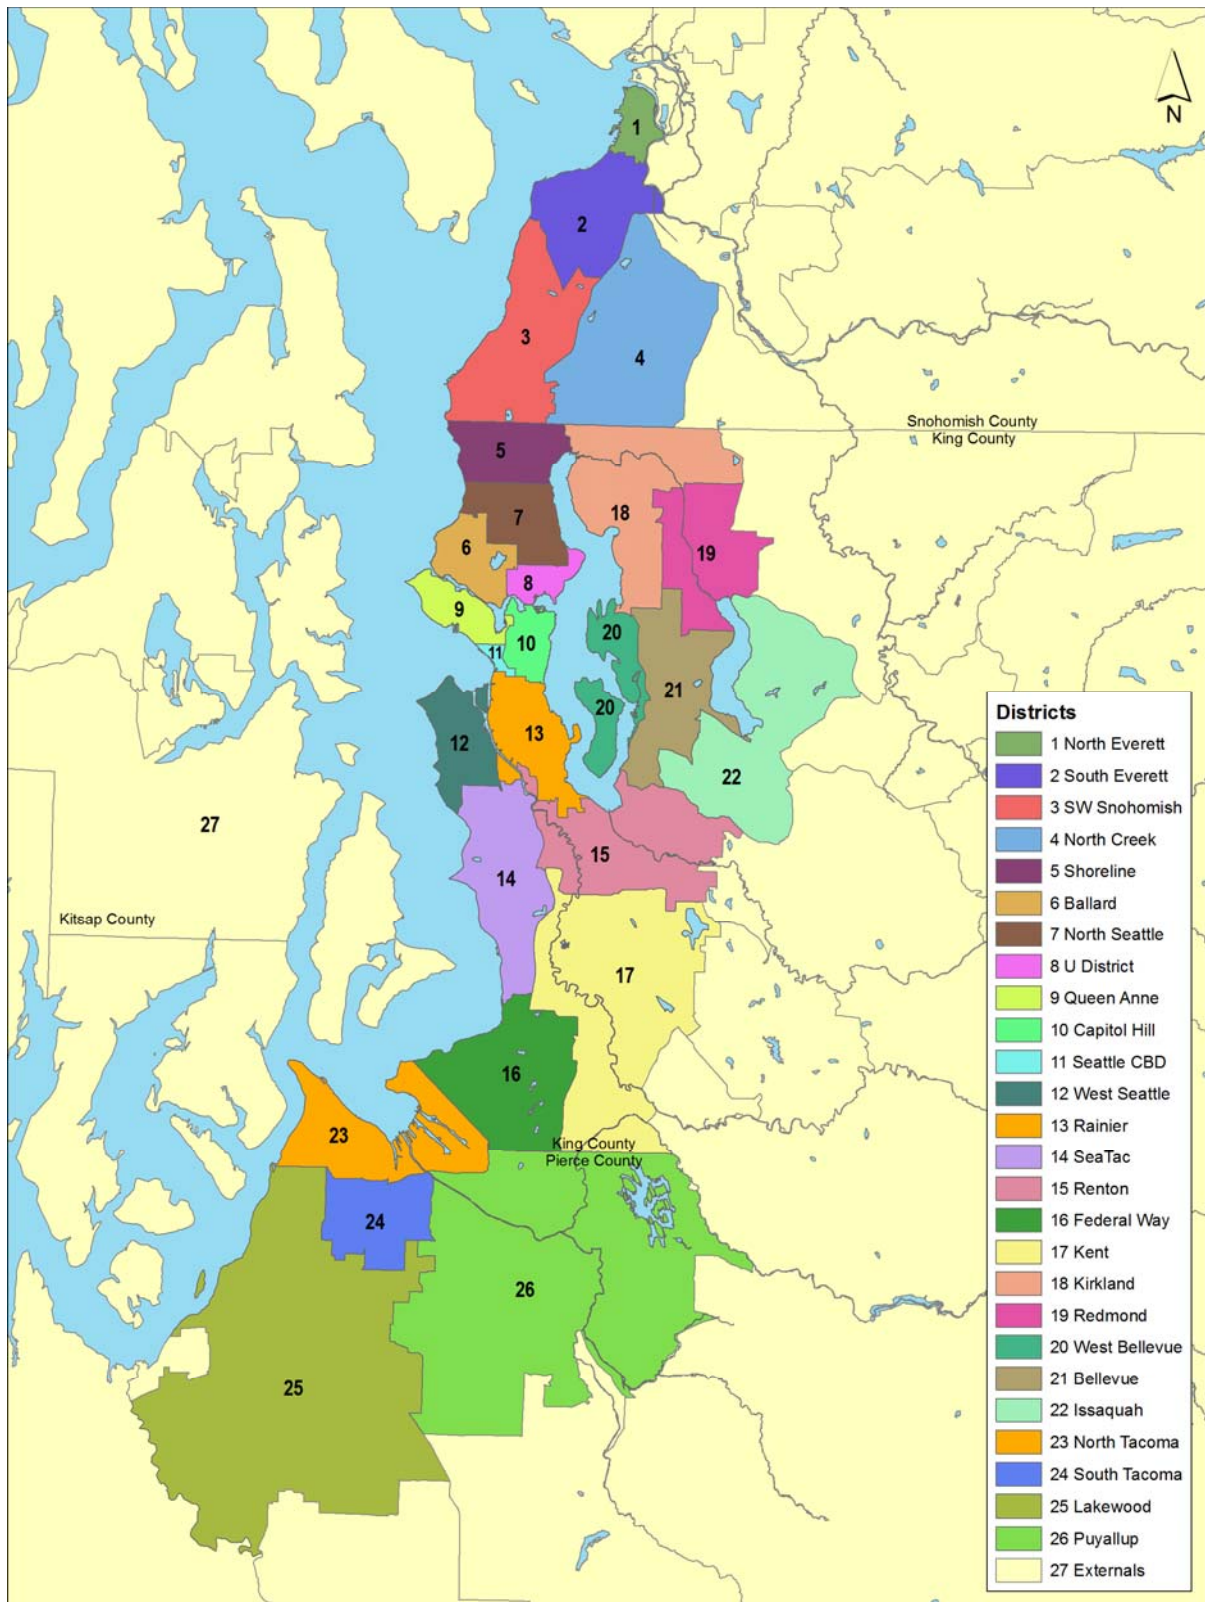 N
1
2
3
4
Snohomish County
King County
5
7
18
6
19
8
9
20
10
11
21
20
13
12
22
27
15
14
Kitsap County
17
16
23
King County
Pierce County
24
26
25
Districts
1 North Everett
2 South Everett
3 SW Snohomish
4 North Creek
5 Shoreline
6 Ballard
7 North Seattle
8 U District
9 Queen Anne
10 Capitol Hill
11 Seattle CBD
12 West Seattle
13 Rainier
14 SeaTac
15 Renton
16 Federal Way
17 Kent
18 Kirkland
19 Redmond
20 West Bellevue
21 Bellevue
22 Issaquah
23 North Tacoma
24 South Tacoma
25 Lakewood
26 Puyallup
27 Externals